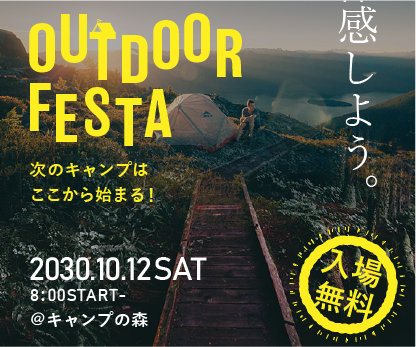 OUTDOOR
FESTA
次のキャンプは
ここから始まる!
感しよう。
2030.10.12 SAT
8:00START-
@キャンプの森
入場
無料